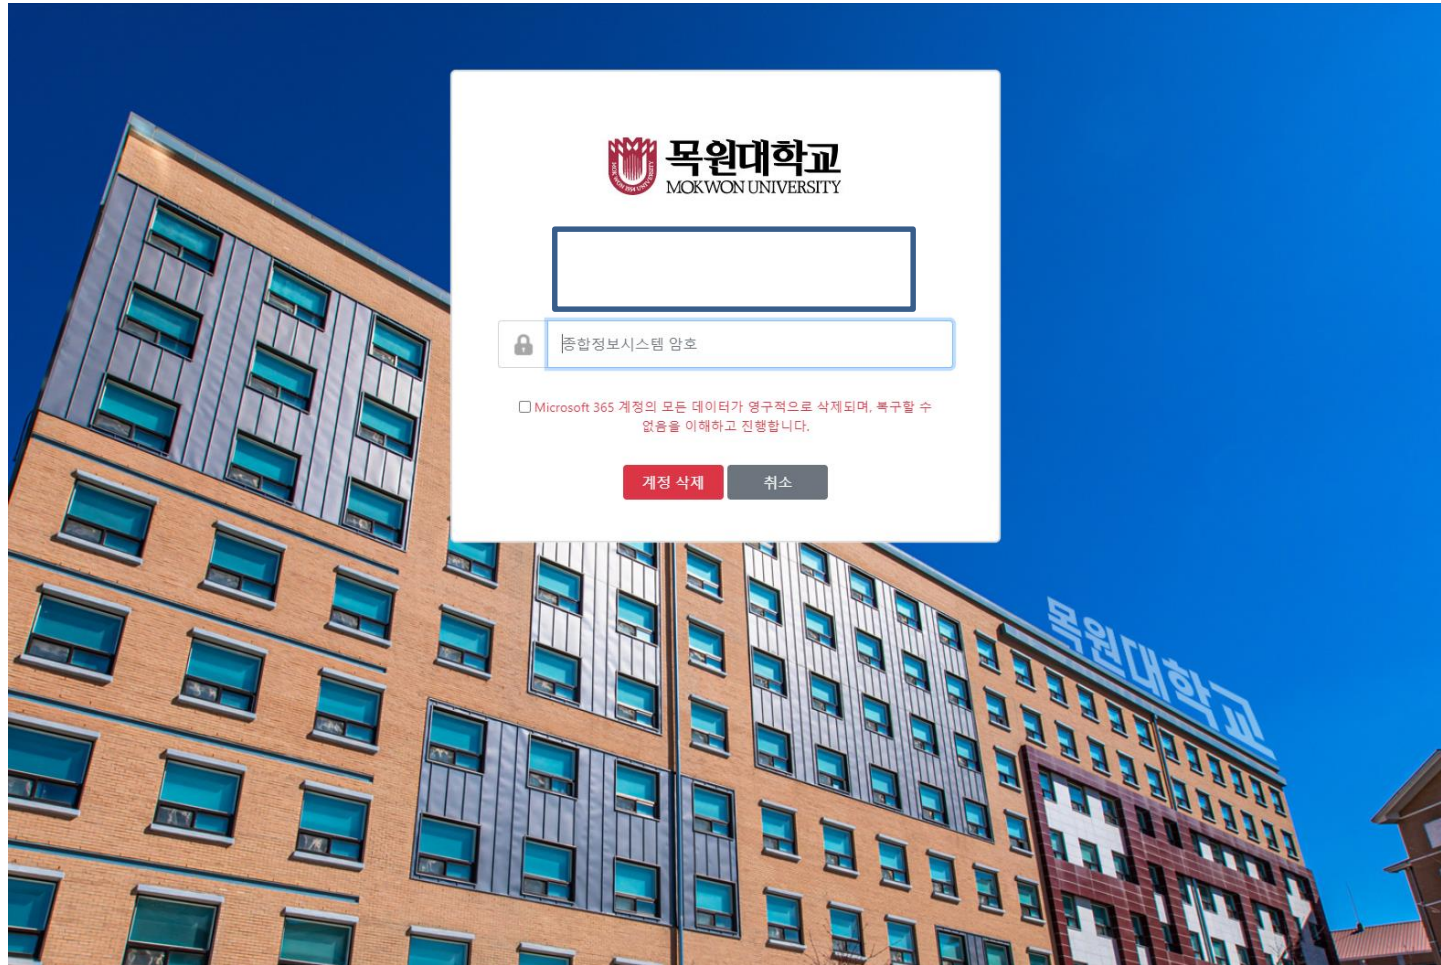 목원대학교
MOKWON UNIVERSITY
종합정보시스템 암호
Microsoft 365 계정의 모든 데이터가 영구적으로 삭제되며, 복구할 수
없음을 이해하고 진행합니다.
계정 삭제
취소
목원대학교